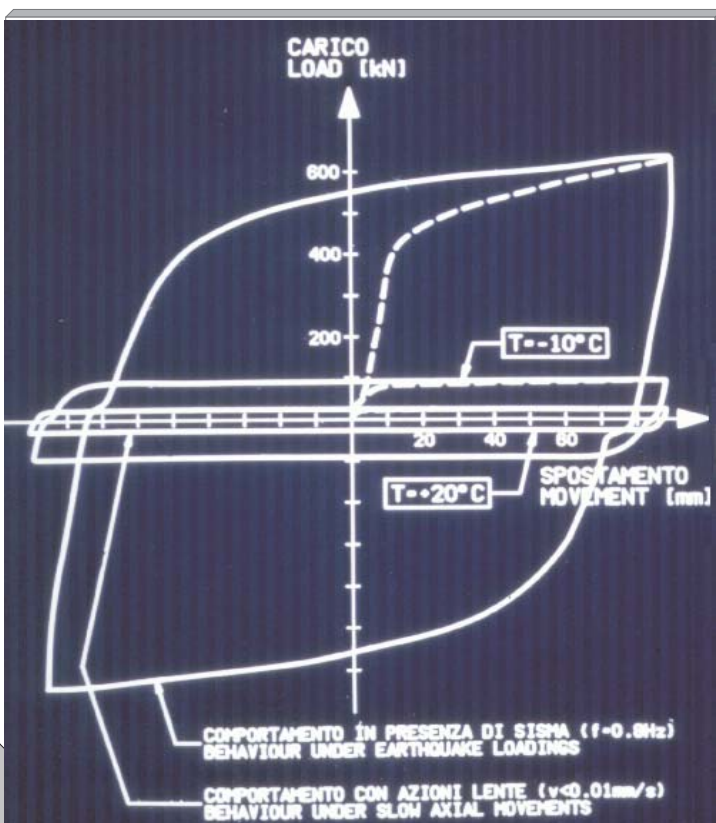 CARICO
LOAD [kN]
600
400
200
T=-10°C
20 40 60
T=+20°C
SPOSTAMENTO
MOVEMENT [mm]
COMPORTAMENTO IN PRESENZA DI SISMA (f=0.8Hz)
BEHAVIOUR UNDER EARTHQUAKE LOADINGS
COMPORTAMENTO CON AZIONI LENTE (v<0.01mm/s)
BEHAVIOUR UNDER SLOW AXIAL MOVEMENTS